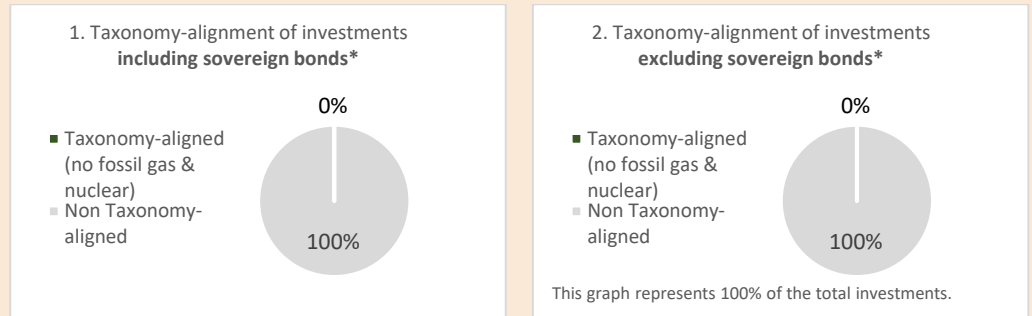 1. Taxonomy-alignment of investments
including sovereign bonds*
0%
Taxonomy-aligned
(no fossil gas &
nuclear)
Non Taxonomy-
aligned
100%
2. Taxonomy-alignment of investments
excluding sovereign bonds*
0%
Taxonomy-aligned
(no fossil gas &
nuclear)
Non Taxonomy-
aligned
100%
This graph represents 100% of the total investments.